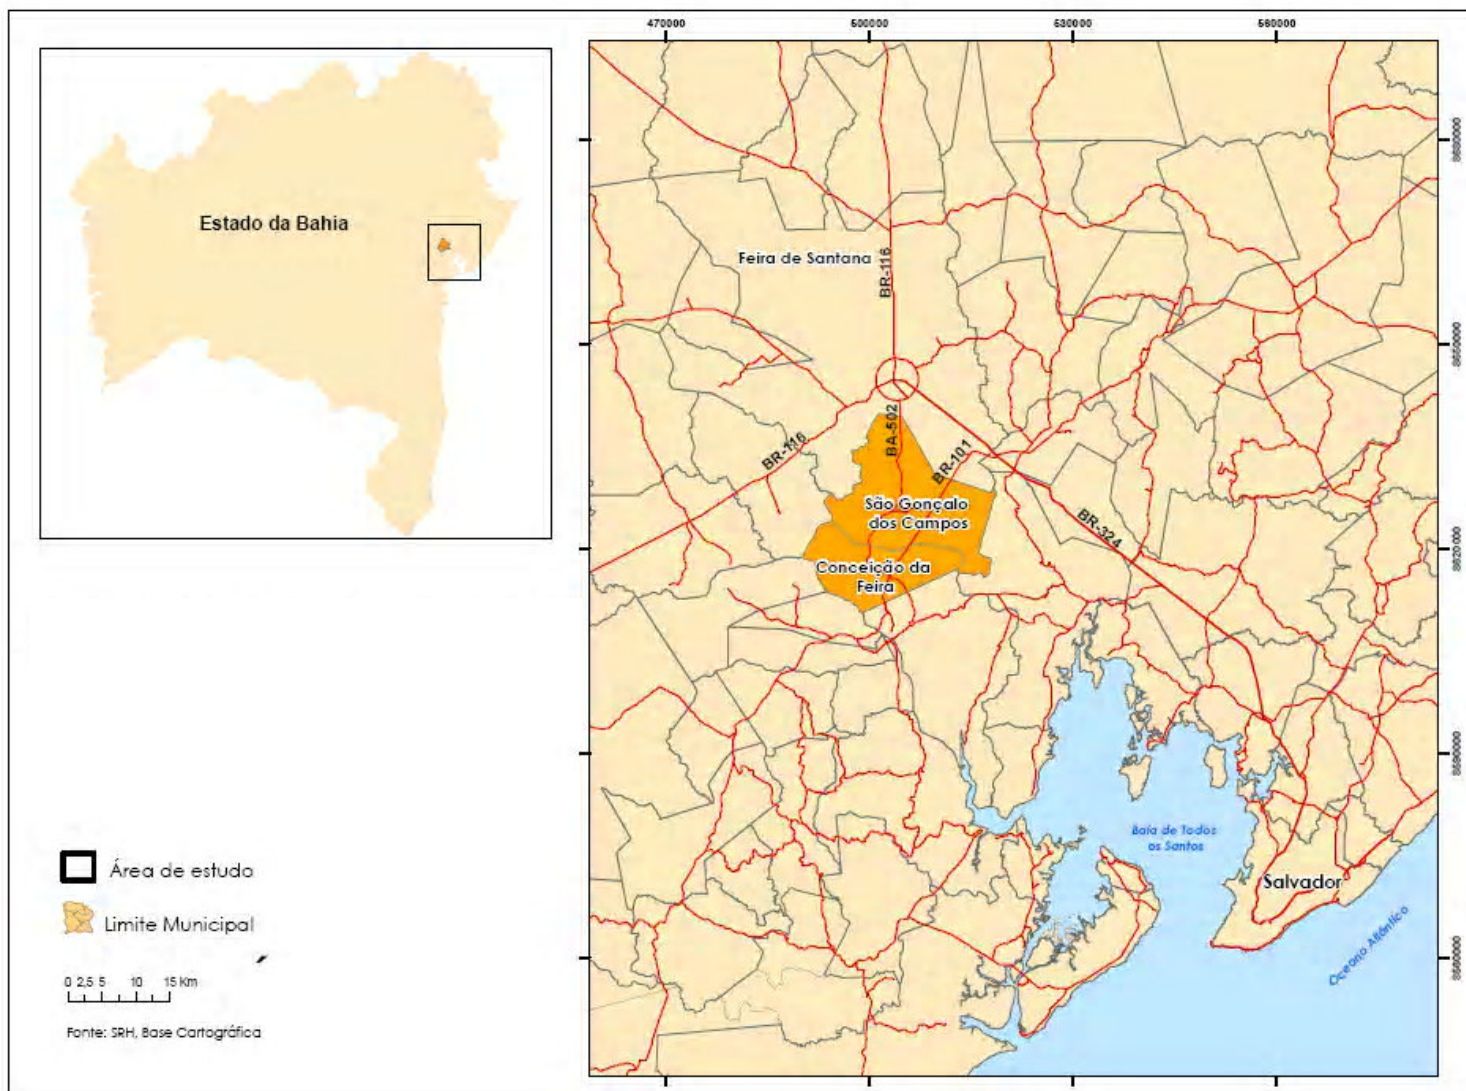 470000
500000
530000
560000
Estado da Bahia
Feira de Santana
BR-116
BA-502
BR-116
BR-101
São Gonçalo
dos Campos
BR-324
Conceição da
Feira
Baía de Todos
os Santos
Salvador
Oceano Atlântico
8650000
8620000
Área de estudo
Limite Municipal
0 2,5 5 10 15 Km
Fonte: SRH, Base Cartográfica